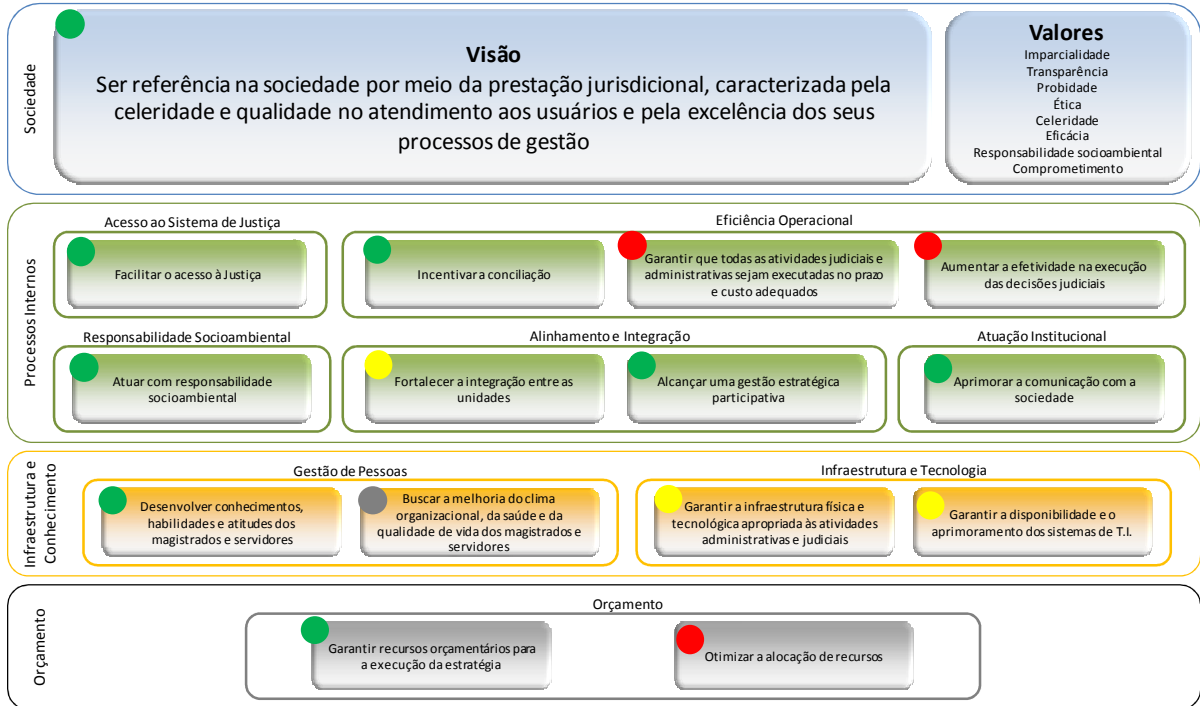 Sociedade
Visão
Ser referência na sociedade por meio da prestação jurisdicional, caracterizada pela
celeridade e qualidade no atendimento aos usuários e pela excelência dos seus
processos de gestão
Valores
Imparcialidade
Transparência
Probidade
Ética
Celeridade
Eficácia
Responsabilidade socioambiental
Comprometimento
Processos Internos
Acesso ao Sistema de Justiça
Facilitar o acesso à Justiça
Eficiência Operacional
Incentivar a conciliação
Garantir que todas as atividades judiciais e
administrativas sejam executadas no prazo
e custo adequados
Aumentar a efetividade na execução
das decisões judiciais
Responsabilidade Socioambiental
Atuar com responsabilidade
socioambiental
Alinhamento e Integração
Fortalecer a integração entre as
unidades
Alcançar uma gestão estratégica
participativa
Atuação Institucional
Aprimorar a comunicação com a
sociedade
Infraestrutura e
Conhecimento
Gestão de Pessoas
Desenvolver conhecimentos,
habilidades e atitudes dos
magistrados e servidores
Buscar a melhoria do clima
organizacional, da saúde e da
qualidade de vida dos magistrados e
servidores
Infraestrutura e Tecnologia
Garantir a infraestrutura física e
tecnológica apropriada às atividades
administrativas e judiciais
Garantir a disponibilidade e o
aprimoramento dos sistemas de T.I.
Orçamento
Orçamento
Garantir recursos orçamentários para
a execução da estratégia
Otimizar a alocação de recursos